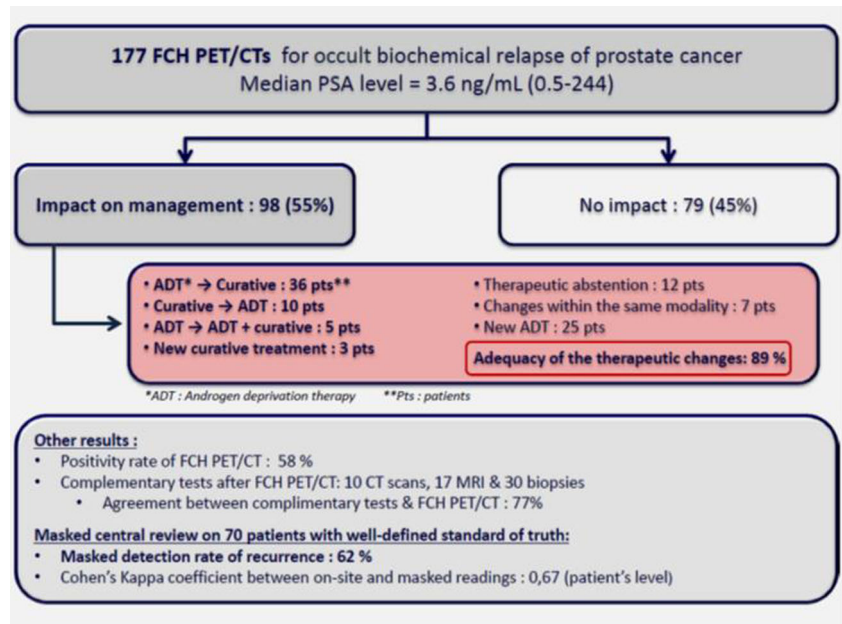 177 FCH PET/CTs for occult biochemical relapse of prostate cancer
Median PSA level = 3.6 ng/mL (0.5-244)
Impact on management : 98 (55%)
No impact : 79 (45%)
• ADT* → Curative : 36 pts**
• Curative → ADT : 10 pts
• ADT → ADT + curative : 5 pts
• New curative treatment : 3 pts
• Therapeutic abstention : 12 pts
• Changes within the same modality : 7 pts
• New ADT : 25 pts
Adequacy of the therapeutic changes: 89 %
*ADT : Androgen deprivation therapy **Pts : patients
Other results :
• Positivity rate of FCH PET/CT : 58 %
• Complementary tests after FCH PET/CT: 10 CT scans, 17 MRI & 30 biopsies
• Agreement between complimentary tests & FCH PET/CT : 77%
Masked central review on 70 patients with well-defined standard of truth:
• Masked detection rate of recurrence : 62 %
• Cohen's Kappa coefficient between on-site and masked readings : 0,67 (patient's level)